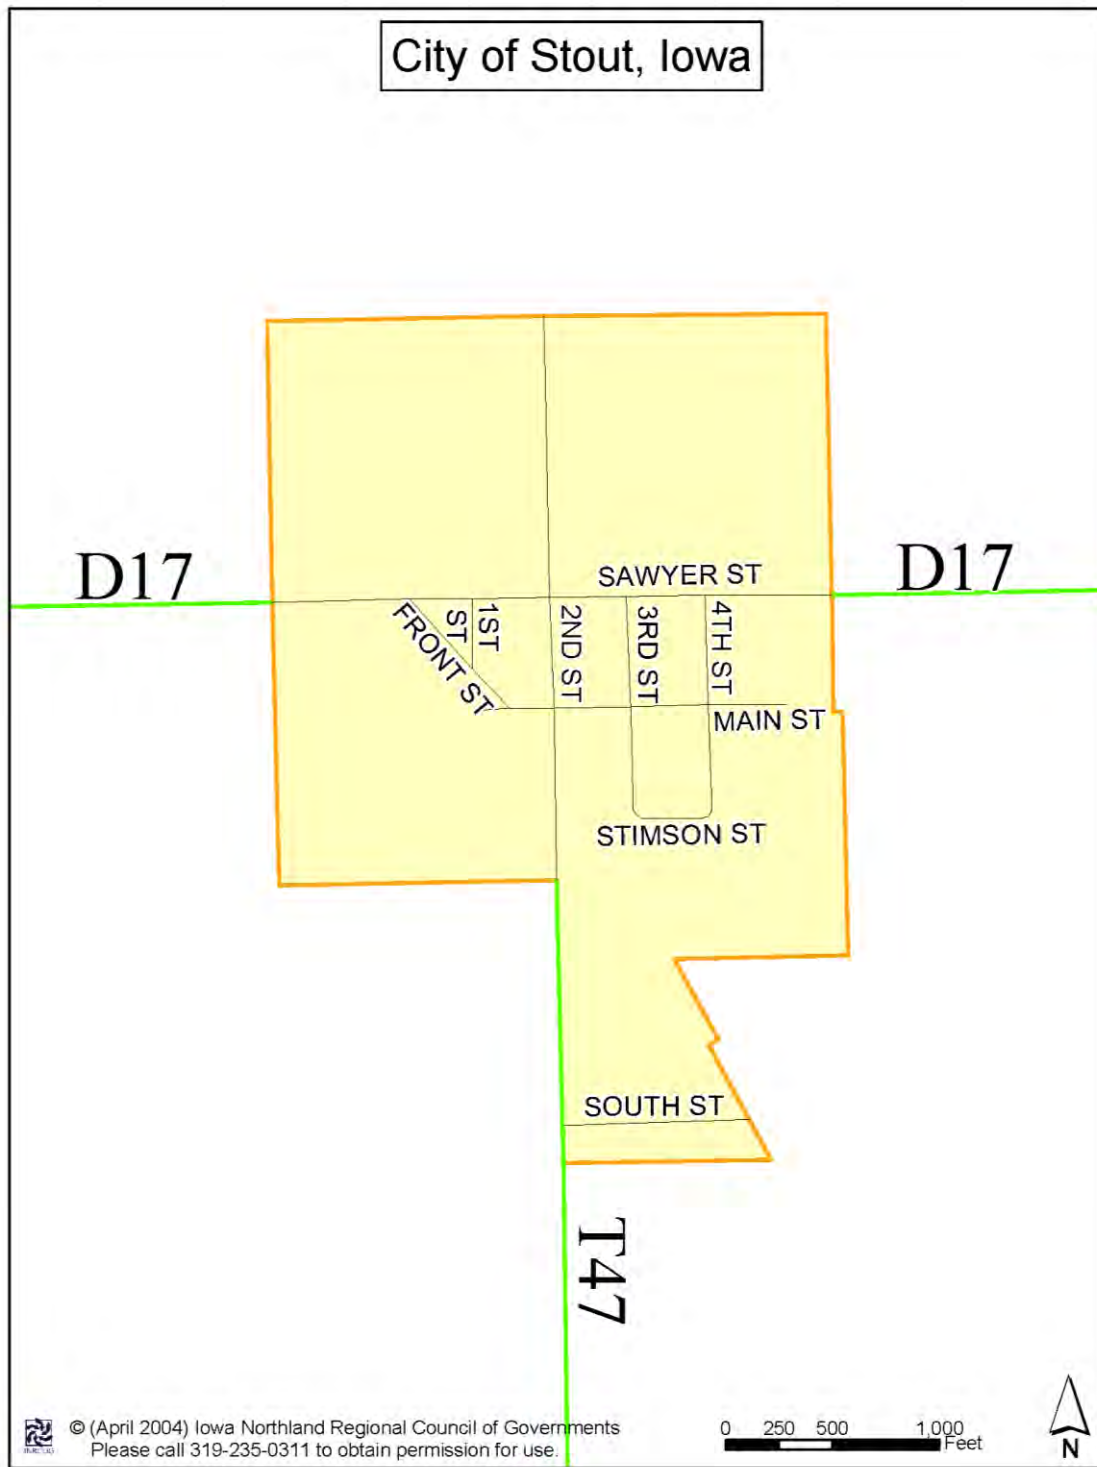 City of Stout, Iowa
D17
SAWYER ST
D17
FRONT ST
1ST
ST
2ND ST
3RD ST
4TH ST
MAIN ST
STIMSON ST
SOUTH ST
T47
© (April 2004) Iowa Northland Regional Council of Governments
Please call 319-235-0311 to obtain permission for use.
0 250 500 1,000
Feet
N